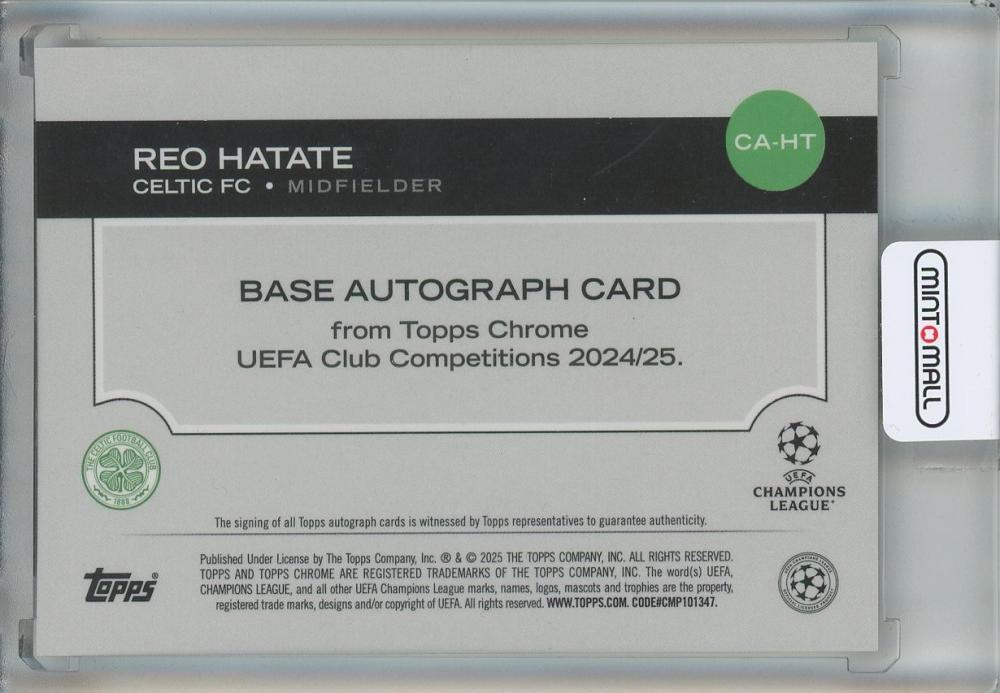 REO HATATE
CELTIC FC • MIDFIELDER
CA-HT
BASE AUTOGRAPH CARD
from Topps Chrome
UEFA Club Competitions 2024/25.
MINT MALL
THE CELTIC FOOTBALL CLUB
1888
UEFA
CHAMPIONS
LEAGUE
The signing of all Topps autograph cards is witnessed by Topps representatives to guarantee authenticity.
topps®
Published Under License by The Topps Company, Inc. ® & © 2025 THE TOPPS COMPANY, INC. ALL RIGHTS RESERVED.
TOPPS AND TOPPS CHROME ARE REGISTERED TRADEMARKS OF THE TOPPS COMPANY, INC. The word(s) UEFA,
CHAMPIONS LEAGUE, and all other UEFA Champions League marks, names, logos, mascots and trophies are the property,
registered trade marks, designs and/or copyright of UEFA. All rights reserved. WWW.TOPPS.COM. CODE#CMP101347.